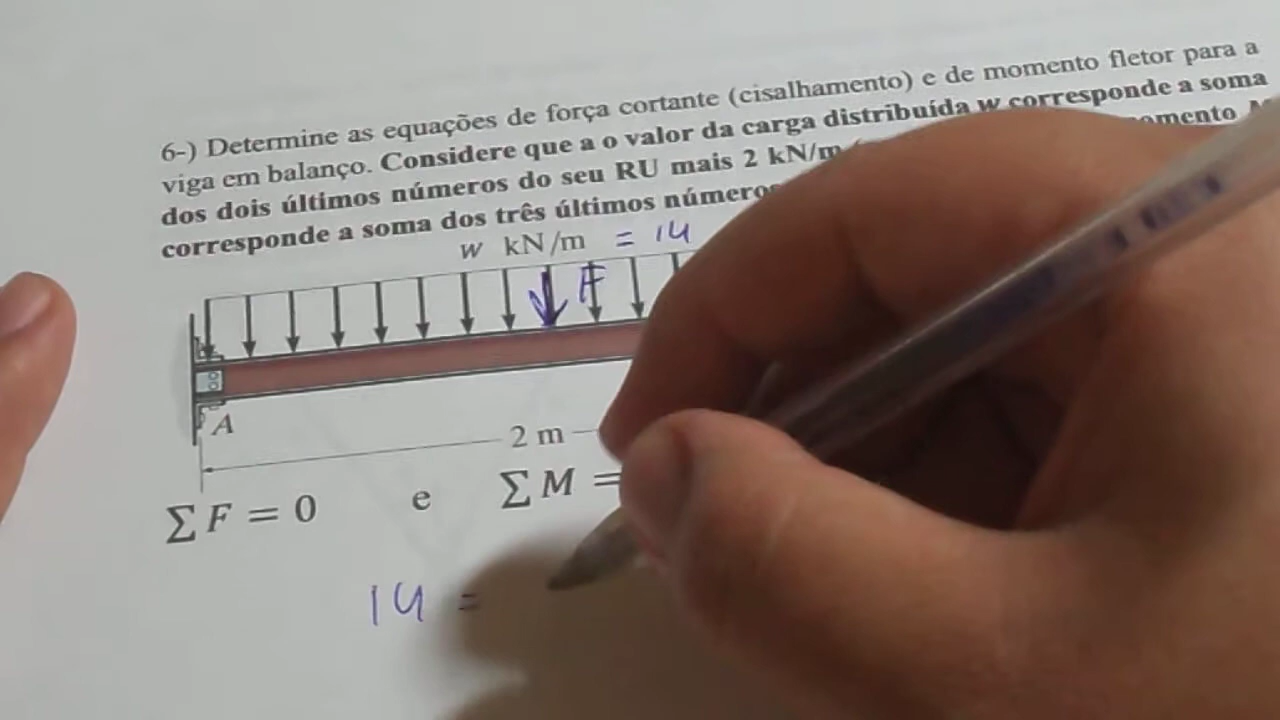 6-) Determine as equações de força cortante (cisalhamento) e de momento fletor para a
viga em balanço. Considere que a o valor da carga distribuída w corresponde a soma
dos dois últimos números do seu RU mais 2 kN/m
corresponde a soma dos três últimos números
w kN/m = 14
F
A
2 m
∑ F = 0 e ∑ M =
14 =